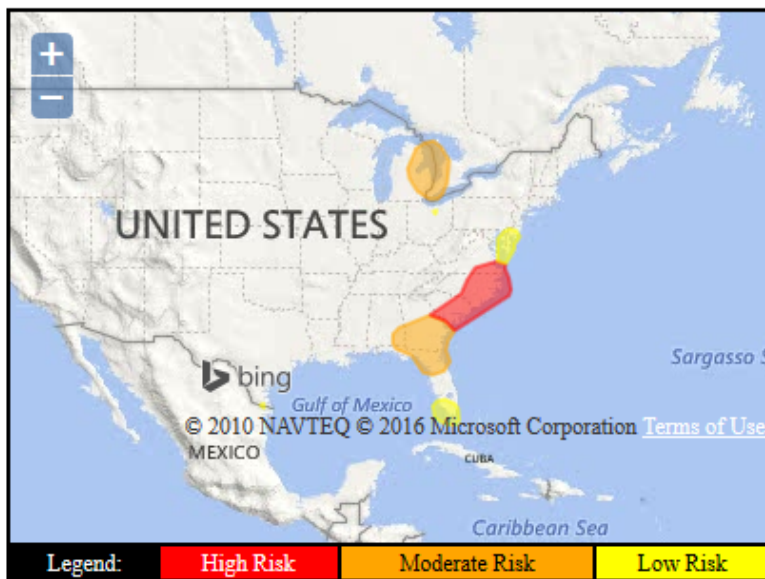 +
−
UNITED STATES
bing
Sargasso S
Gulf of Mexico
© 2010 NAVTEQ © 2016 Microsoft Corporation Terms of Use
MEXICO
CUBA
Caribbean Sea
Legend: High Risk Moderate Risk Low Risk